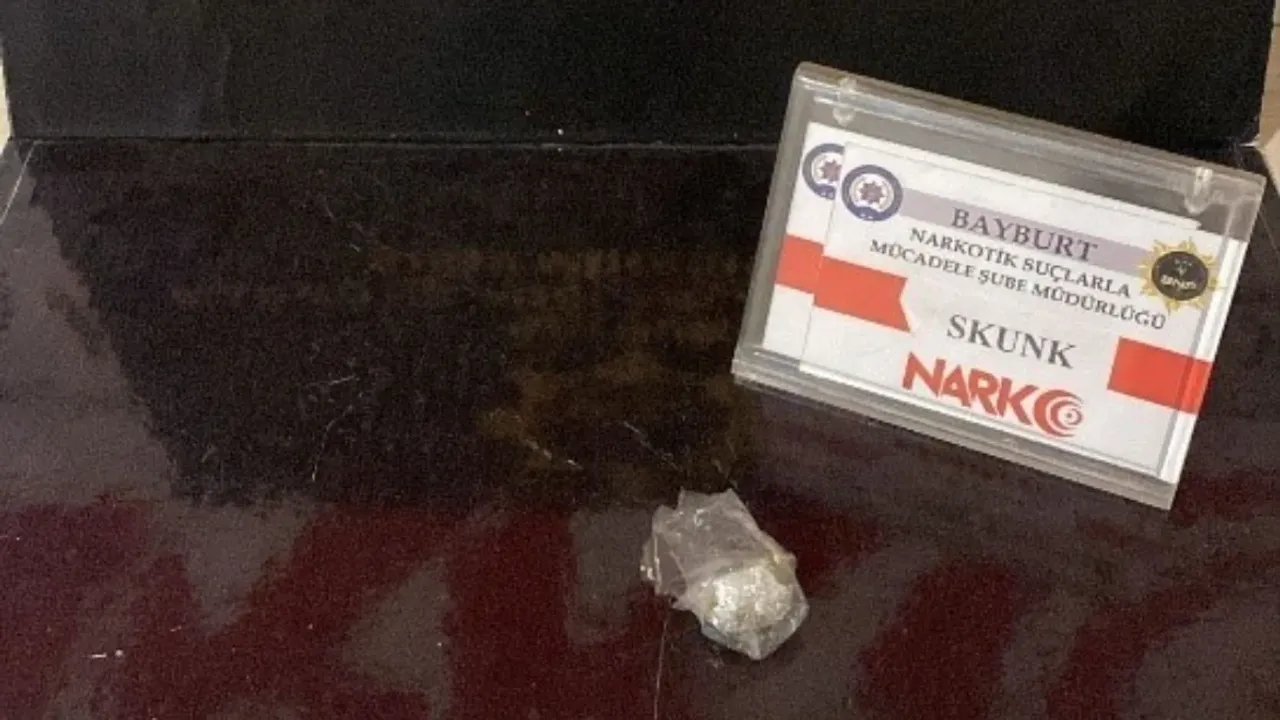 BAYBURT
NARKOTİK SUÇLARLA
MÜCADELE ŞUBE MÜDÜRLÜĞÜ
SKUNK
NARKO